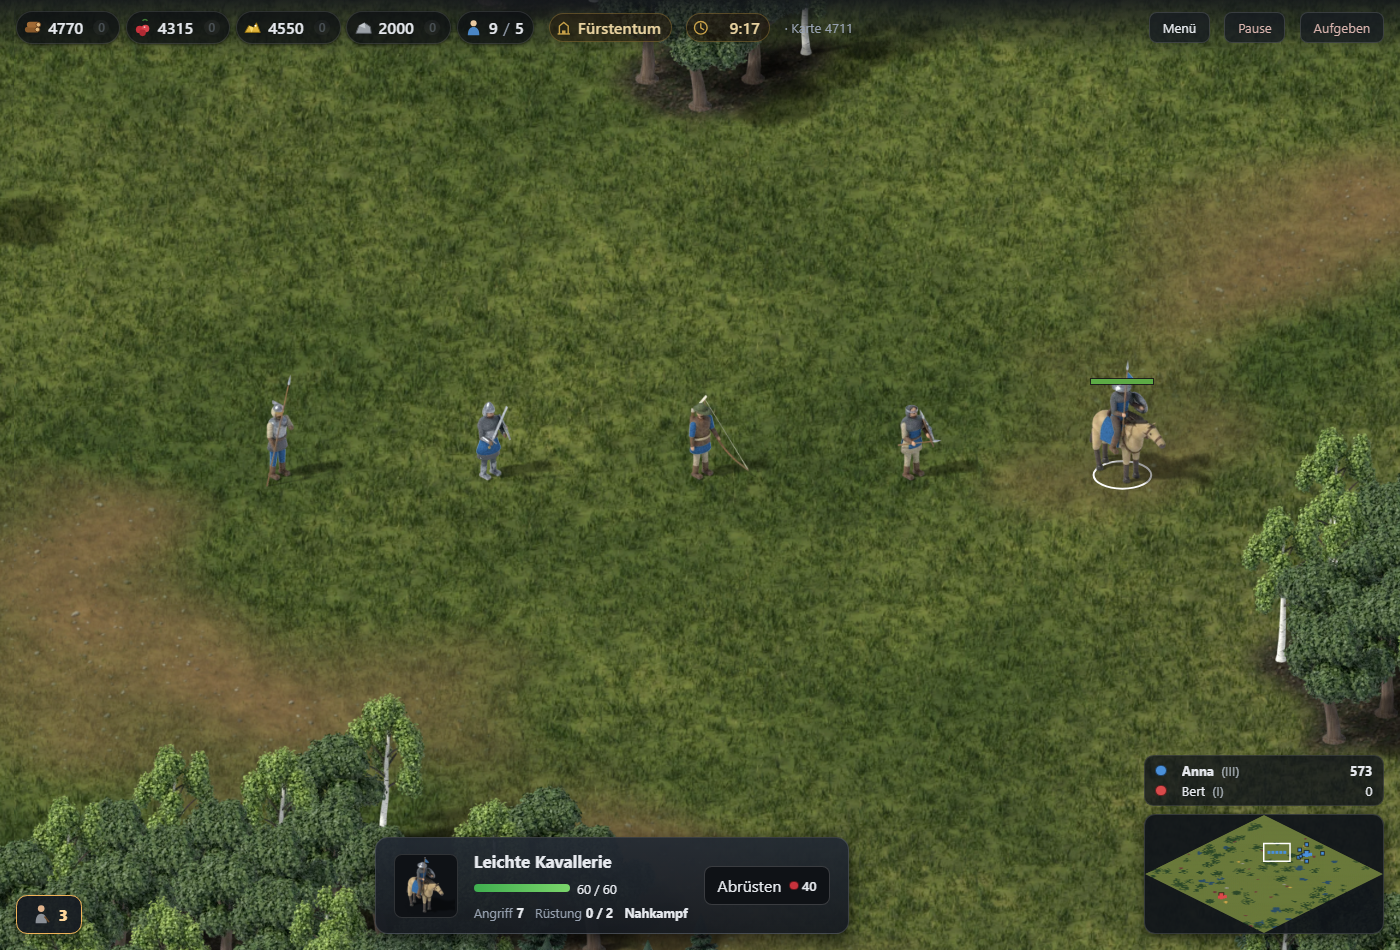 4770 0 4315 0 4550 0 2000 0 9 / 5 Fürstentum 9:17 · Karte 4711 Menü Pause Aufgeben
Anna (III) 573
Bert (I) 0
Leichte Kavallerie
60 / 60
Abrüsten 40
Angriff 7 Rüstung 0 / 2 Nahkampf
3